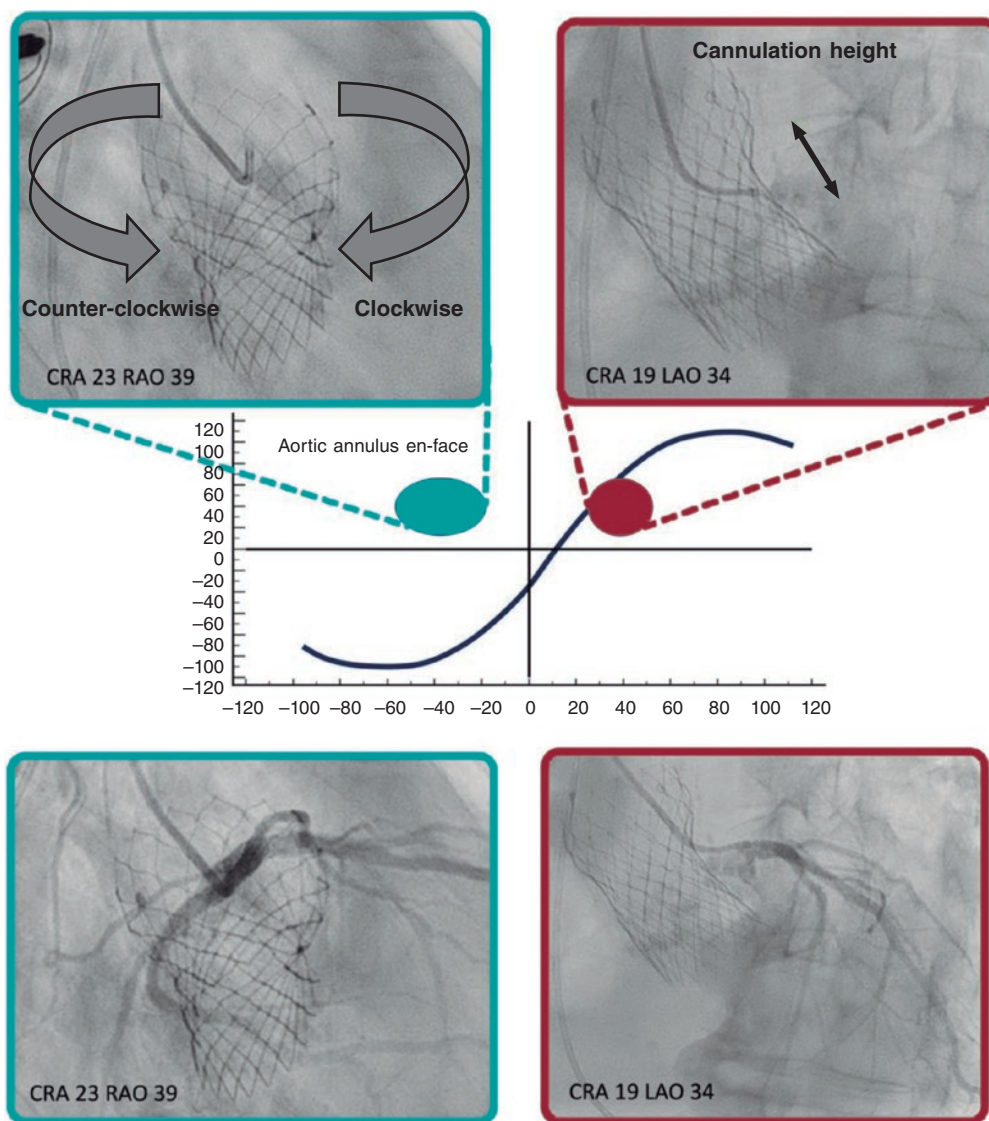 Cannulation height
Counter-clockwise
Clockwise
CRA 23 RAO 39
CRA 19 LAO 34
Aortic annulus en-face
120
100
80
60
40
20
0
−20
−40
−60
−80
−100
−120
−120 −100 −80 −60 −40 −20 0 20 40 60 80 100 120
CRA 23 RAO 39
CRA 19 LAO 34